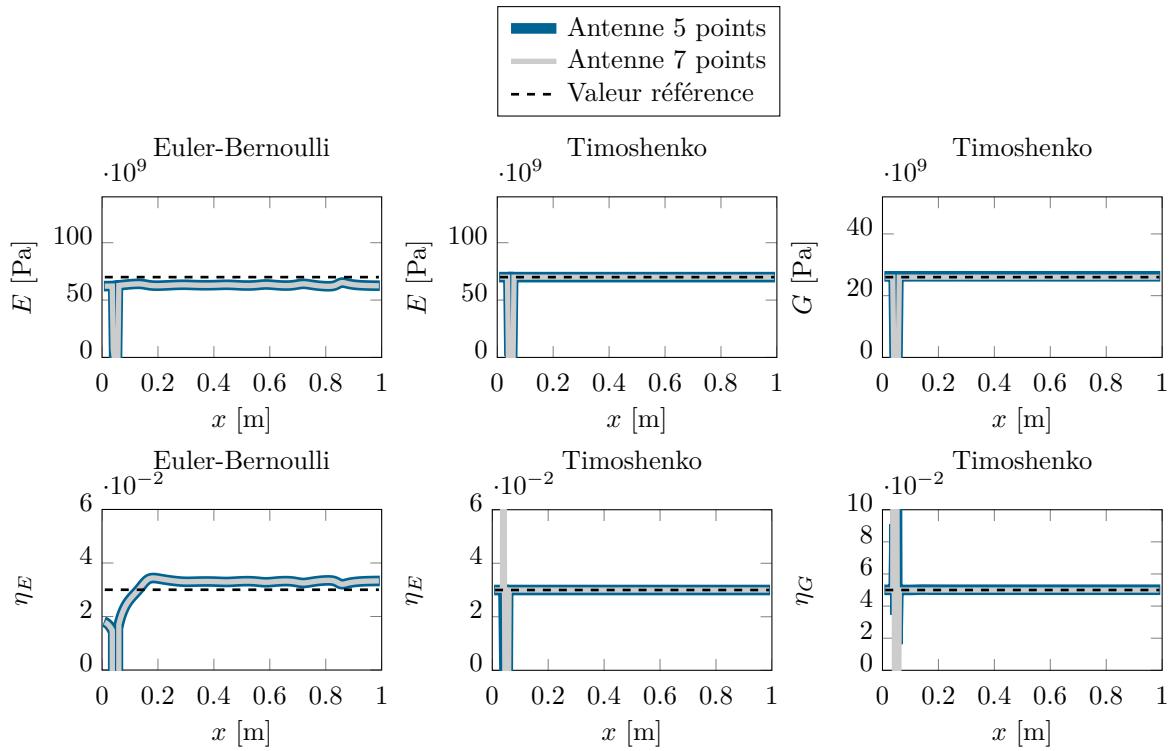 Antenne 5 points
Antenne 7 points
Valeur référence
Euler-Bernoulli
·10^9
E [Pa]
100
50
0
0 0.2 0.4 0.6 0.8 1
x [m]
Timoshenko
·10^9
E [Pa]
100
50
0
0 0.2 0.4 0.6 0.8 1
x [m]
Timoshenko
·10^9
G [Pa]
40
20
0
0 0.2 0.4 0.6 0.8 1
x [m]
Euler-Bernoulli
·10^−2
η_E
6
4
2
0
0 0.2 0.4 0.6 0.8 1
x [m]
Timoshenko
·10^−2
η_E
6
4
2
0
0 0.2 0.4 0.6 0.8 1
x [m]
Timoshenko
·10^−2
η_G
10
8
6
4
2
0
0 0.2 0.4 0.6 0.8 1
x [m]